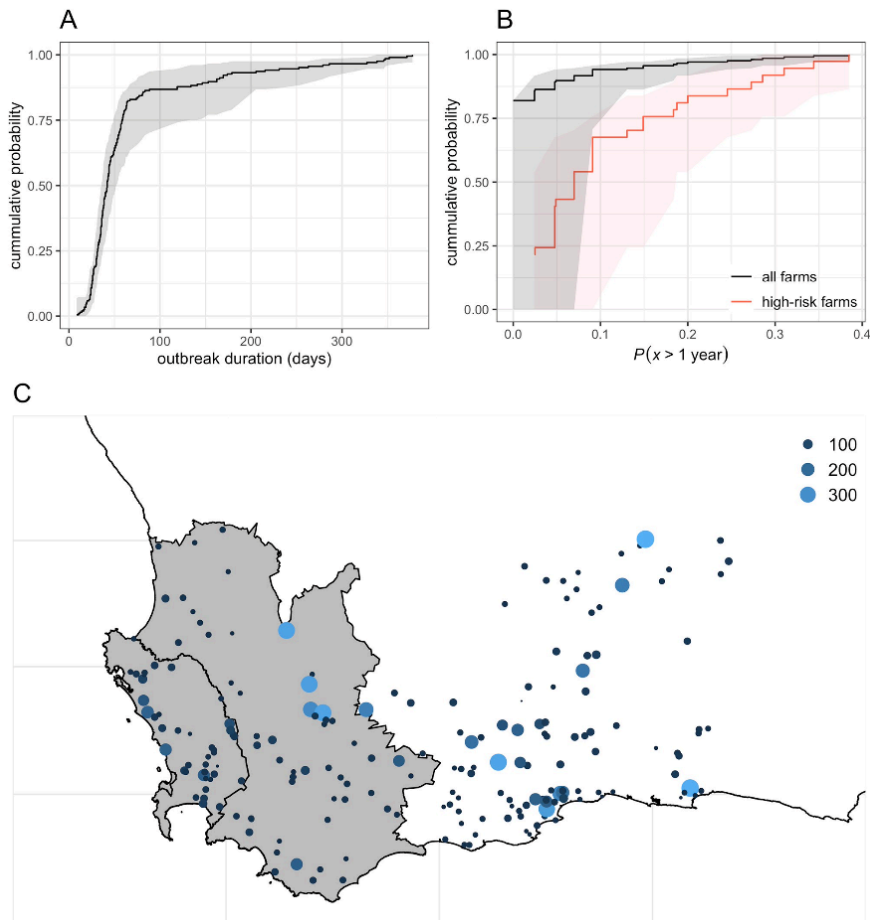 A
1.00
0.75
0.50
0.25
0.00
cummulative probability
0
100
200
300
outbreak duration (days)
B
1.00
0.75
0.50
0.25
0.00
cummulative probability
all farms
high-risk farms
0.0
0.1
0.2
0.3
0.4
P(x > 1 year)
C
100
200
300